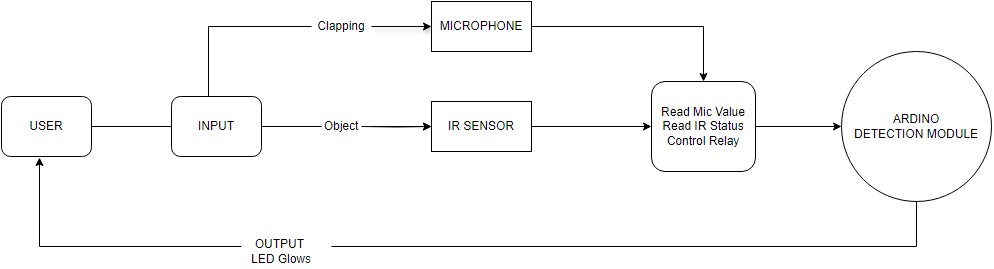 Clapping
MICROPHONE
USER
INPUT
Object
IR SENSOR
Read Mic Value
Read IR Status
Control Relay
ARDINO
DETECTION MODULE
OUTPUT
LED Glows